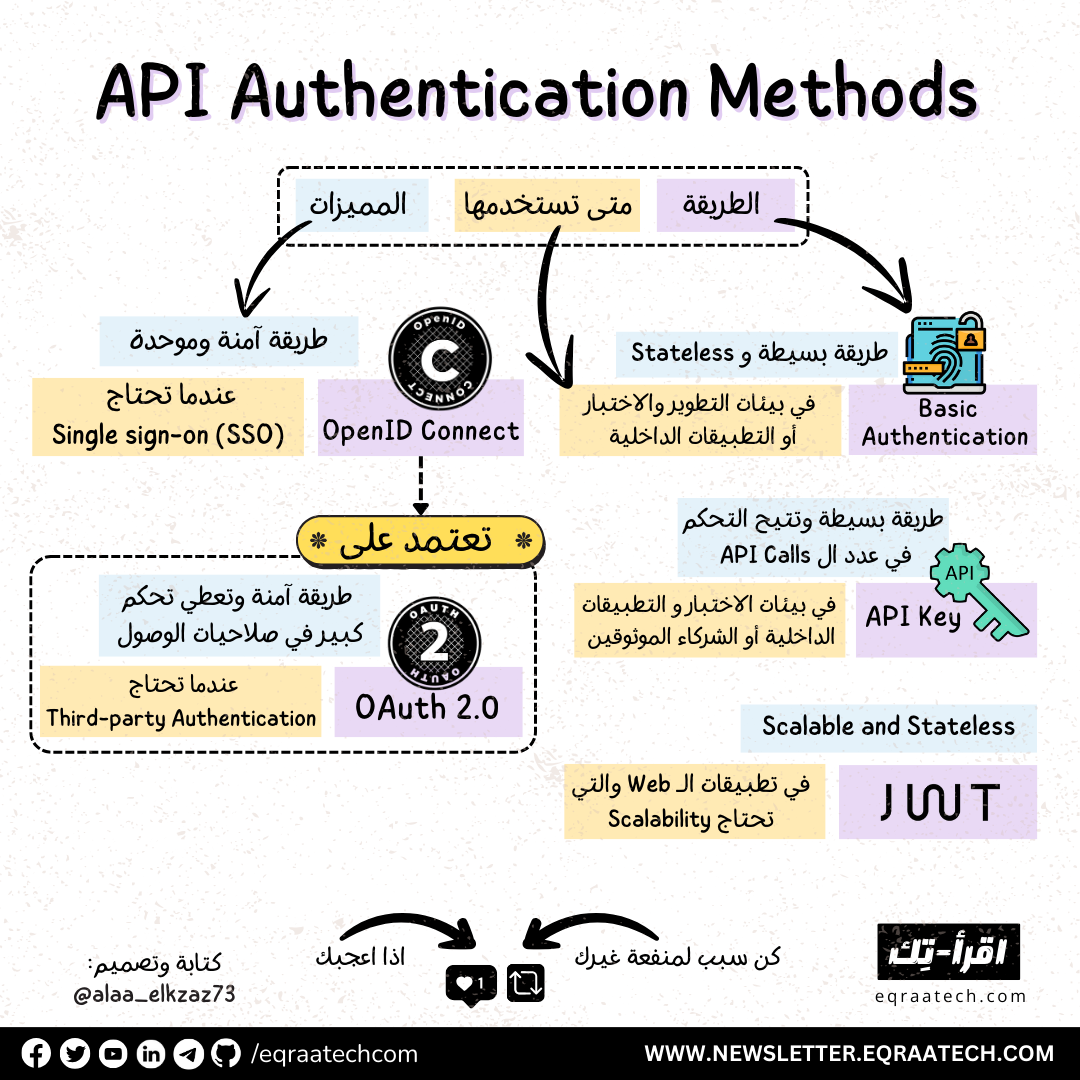 API Authentication Methods
الطريقة
متى تستخدمها
المميزات
طريقة بسيطة و Stateless
في بيئات التطوير والاختبار
أو التطبيقات الداخلية
Basic
Authentication
طريقة بسيطة وتتيح التحكم
في عدد ال API Calls
API
في بيئات الاختبار و التطبيقات
الداخلية أو الشركاء الموثوقين
API Key
Scalable and Stateless
في تطبيقات الـ Web والتي
تحتاج Scalability
JWT
طريقة آمنة وموحدة
OpenID
C
CONNECT
عندما تحتاج
Single sign-on (SSO)
OpenID Connect
تعتمد على
طريقة آمنة وتعطي تحكم
كبير في صلاحيات الوصول
OAUTH
2
OAUTH
عندما تحتاج
Third-party Authentication
OAuth 2.0
كن سبب لمنفعة غيرك
اذا اعجبك
1
اقرأ-تِك
eqraatech.com
كتابة وتصميم:
@alaa_elkzaz73
/eqraatechcom
WWW.NEWSLETTER.EQRAATECH.COM